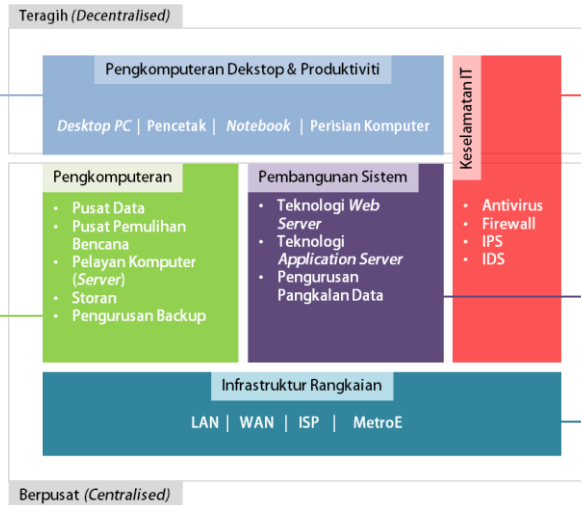 Teragih (Decentralised)
Pengkomputeran Dekstop & Produktiviti
Desktop PC | Pencetak | Notebook | Perisian Komputer
Keselamatan IT
Pengkomputeran
• Pusat Data
• Pusat Pemulihan
Bencana
• Pelayan Komputer
(Server)
• Storan
• Pengurusan Backup
Pembangunan Sistem
• Teknologi Web
Server
• Teknologi
Application Server
• Pengurusan
Pangkalan Data
• Antivirus
• Firewall
• IPS
• IDS
Infrastruktur Rangkaian
LAN | WAN | ISP | MetroE
Berpusat (Centralised)